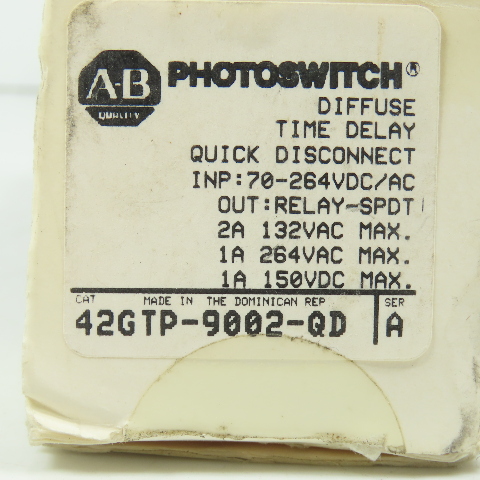 A-B PHOTOSWITCH®
QUALITY
DIFFUSE
TIME DELAY
QUICK DISCONNECT
INP:70-264VDC/AC
OUT:RELAY-SPDT
2A 132VAC MAX.
1A 264VAC MAX.
1A 150VDC MAX.
CAT MADE IN THE DOMINICAN REP SER
42GTP-9002-QD A